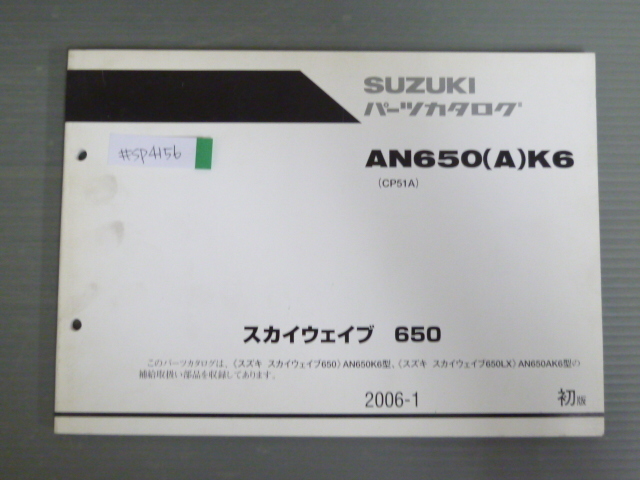 SUZUKI
パーツカタログ
#SP4156
AN650(A)K6
(CP51A)
スカイウェイブ 650
このパーツカタログは、〈スズキ スカイウェイブ650〉AN650K6型、〈スズキ スカイウェイブ650LX〉AN650AK6型の
補給取扱い部品を収録してあります。
2006-1
初版